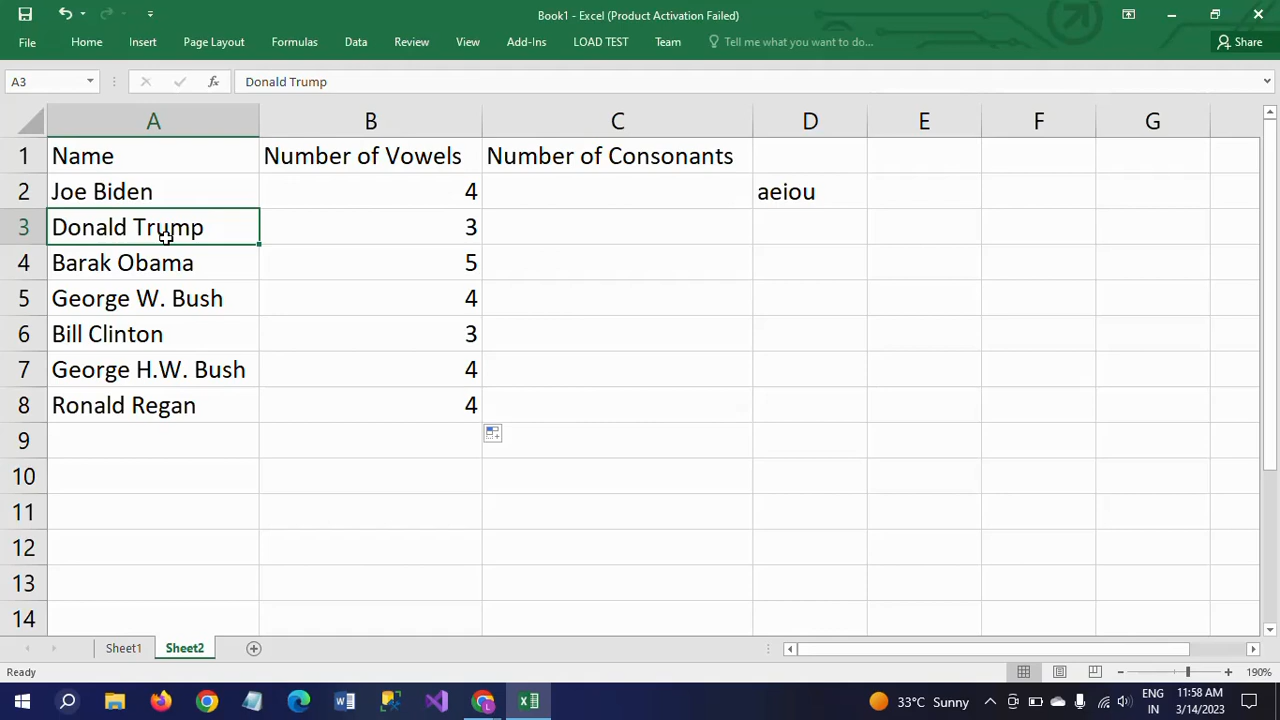 Book1 - Excel (Product Activation Failed)
File Home Insert Page Layout Formulas Data Review View Add-Ins LOAD TEST Team Tell me what you want to do... Share
A3 fx Donald Trump
A B C D E F G
1 Name Number of Vowels Number of Consonants
2 Joe Biden 4 aeiou
3 Donald Trump 3
4 Barak Obama 5
5 George W. Bush 4
6 Bill Clinton 3
7 George H.W. Bush 4
8 Ronald Regan 4
9
10
11
12
13
14
Sheet1 Sheet2
Ready 190%
33°C Sunny ENG 11:58 AM
IN 3/14/2023